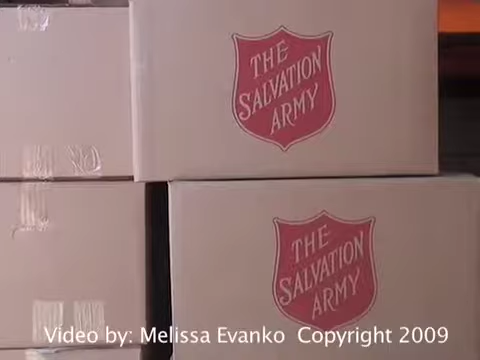 THE
SALVATION
ARMY
THE
SALVATION
ARMY
Video by: Melissa Evanko  Copyright 2009